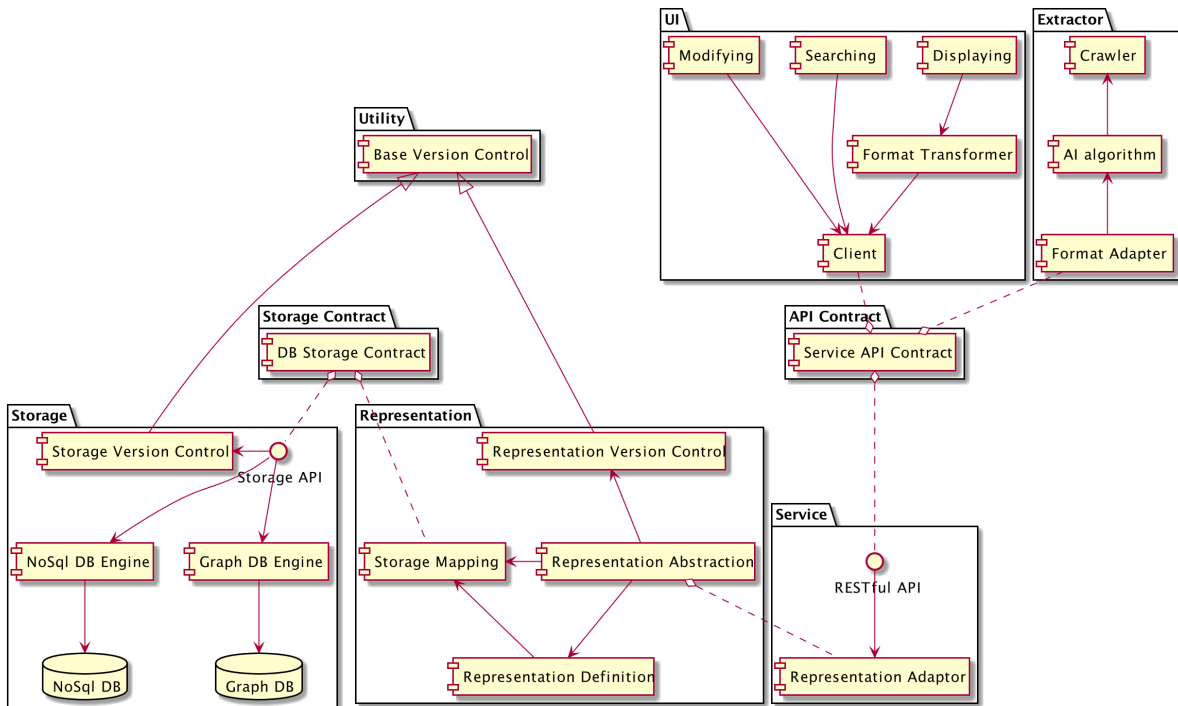 UI
Extractor
Modifying
Searching
Displaying
Crawler
Utility
Base Version Control
Format Transformer
AI algorithm
Client
Format Adapter
Storage Contract
DB Storage Contract
API Contract
Service API Contract
Storage
Storage Version Control
Storage API
NoSql DB Engine
Graph DB Engine
NoSql DB
Graph DB
Representation
Representation Version Control
Storage Mapping
Representation Abstraction
Representation Definition
Service
RESTful API
Representation Adaptor